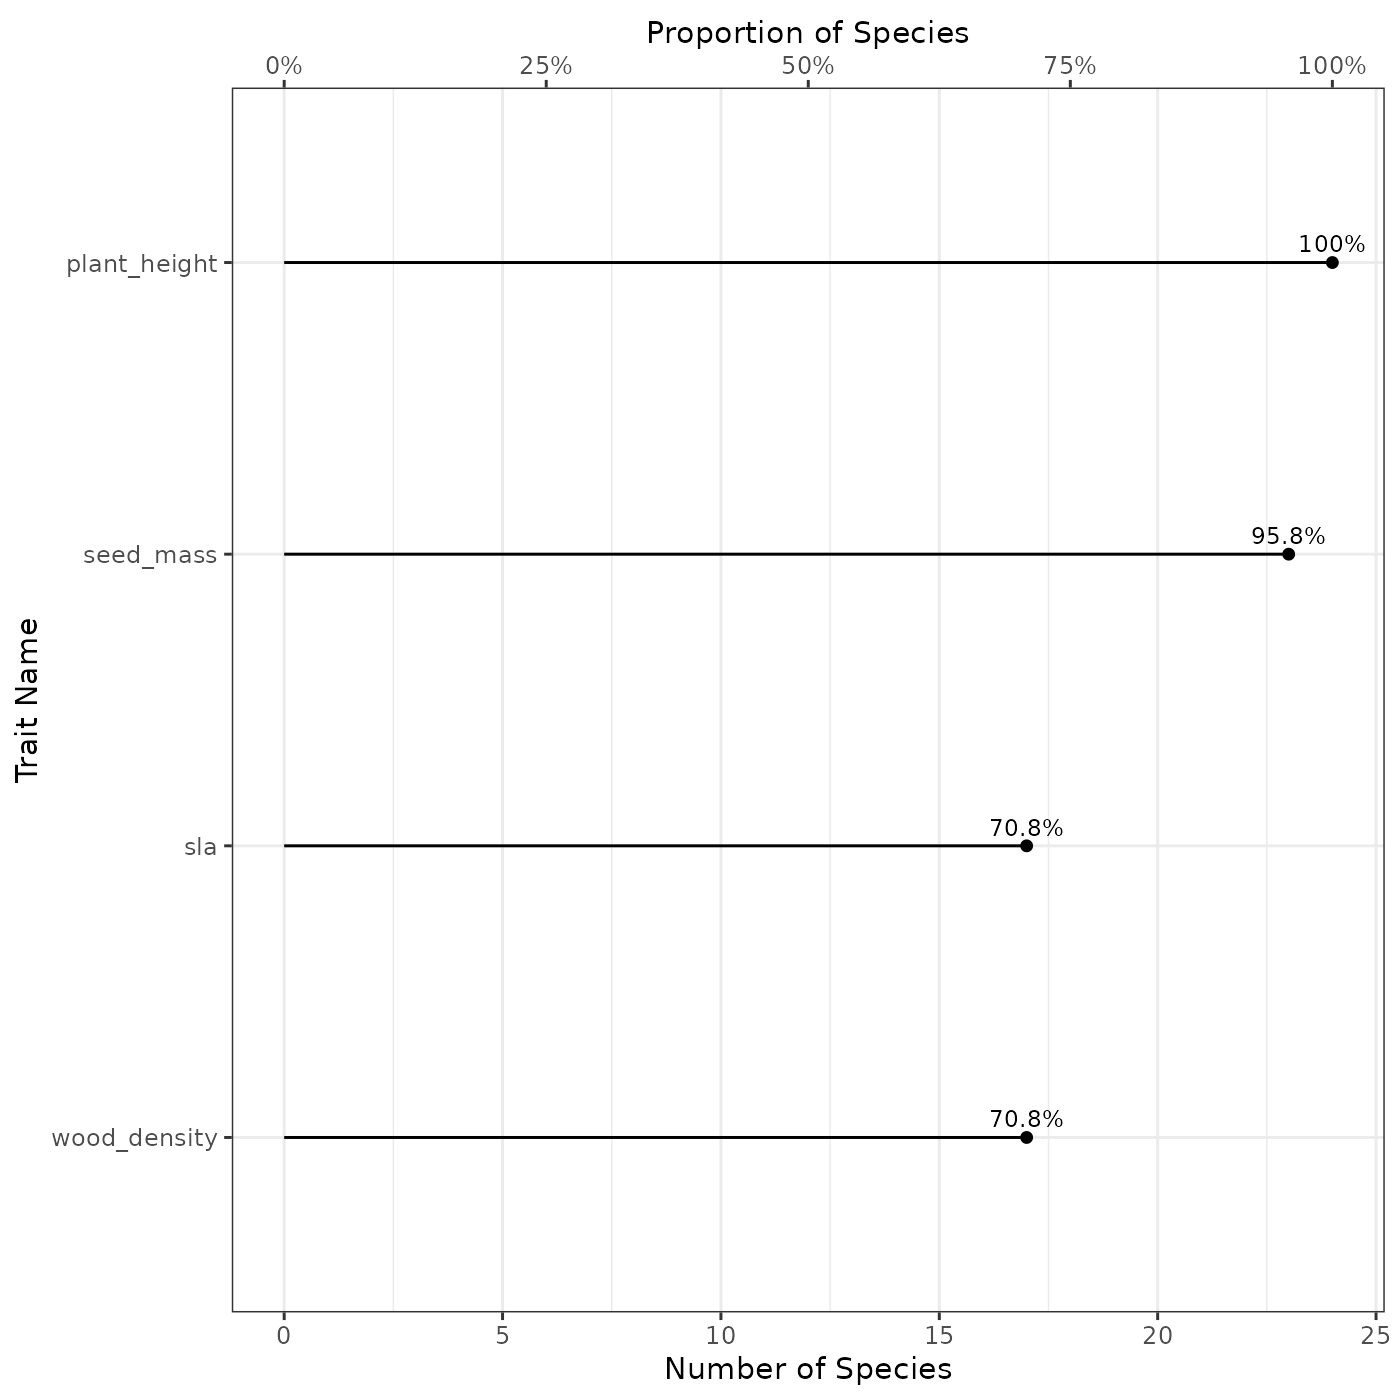 Proportion of Species
0% 25% 50% 75% 100%
100%
plant_height
95.8%
seed_mass
Trait Name
70.8%
sla
70.8%
wood_density
0 5 10 15 20 25
Number of Species